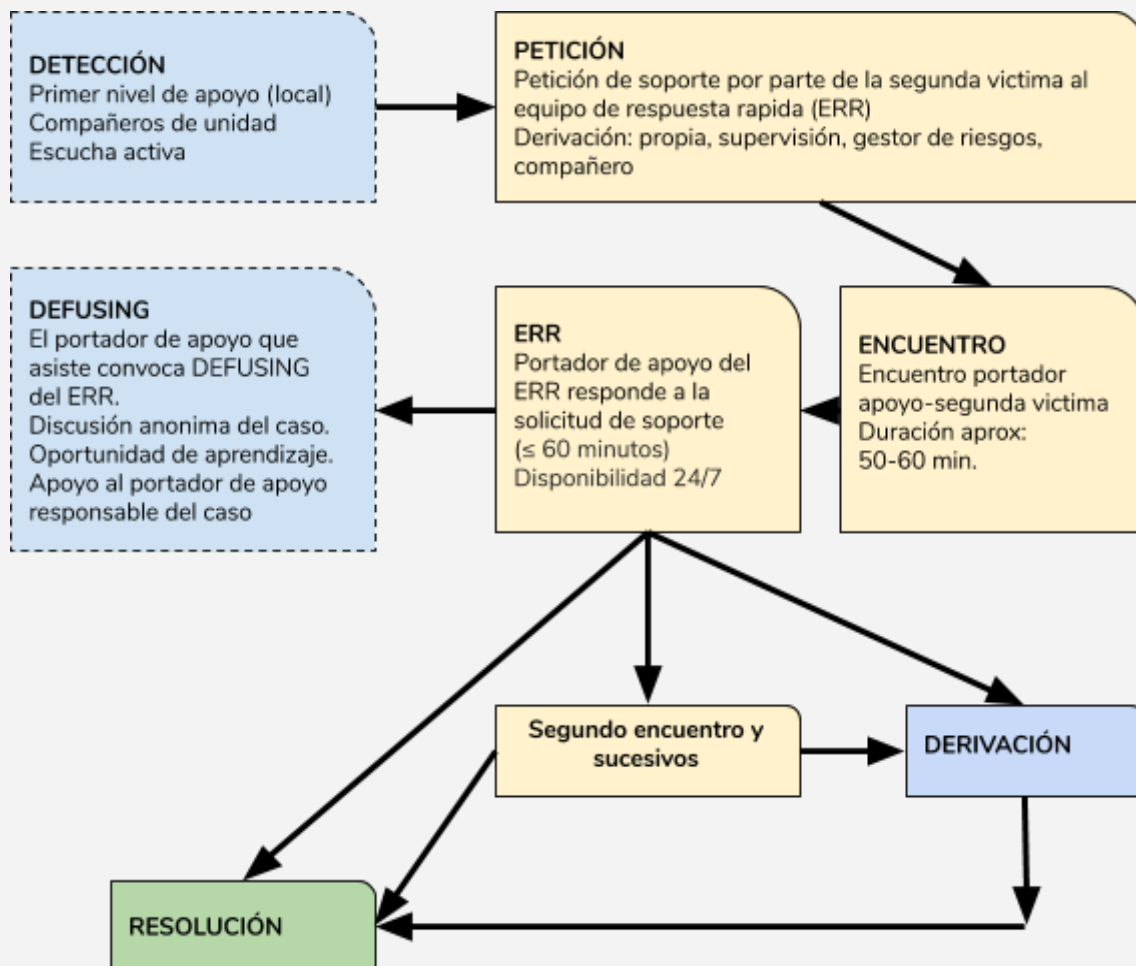 DETECCIÓN
Primer nivel de apoyo (local)
Compañeros de unidad
Escucha activa
PETICIÓN
Petición de soporte por parte de la segunda victima al
equipo de respuesta rapida (ERR)
Derivación: propia, supervisión, gestor de riesgos,
compañero
DEFUSING
El portador de apoyo que
asiste convoca DEFUSING
del ERR.
Discusión anonima del caso.
Oportunidad de aprendizaje.
Apoyo al portador de apoyo
responsable del caso
ERR
Portador de apoyo del
ERR responde a la
solicitud de soporte
(≤ 60 minutos)
Disponibilidad 24/7
ENCUENTRO
Encuentro portador
apoyo-segunda victima
Duración aprox:
50-60 min.
Segundo encuentro y
sucesivos
DERIVACIÓN
RESOLUCIÓN